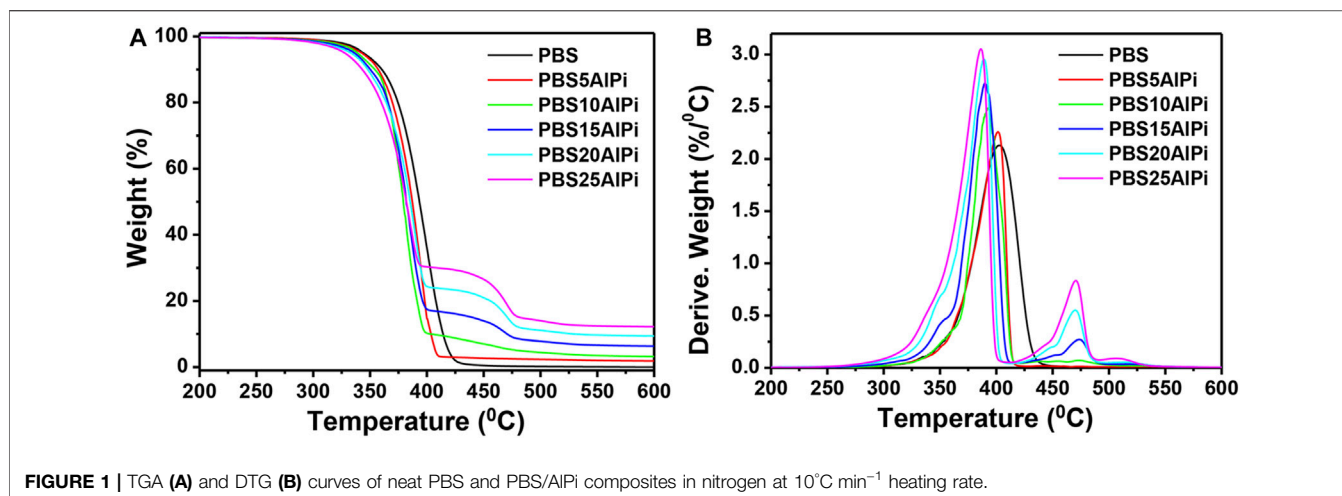 A
100
80
60
40
20
0
Weight (%)
PBS
PBS5AlPi
PBS10AlPi
PBS15AlPi
PBS20AlPi
PBS25AlPi
200 250 300 350 400 450 500 550 600
Temperature (⁰C)
B
3.0
2.5
2.0
1.5
1.0
0.5
0.0
Derive. Weight (%/⁰C)
PBS
PBS5AlPi
PBS10AlPi
PBS15AlPi
PBS20AlPi
PBS25AlPi
200 250 300 350 400 450 500 550 600
Temperature (⁰C)
FIGURE 1 | TGA (A) and DTG (B) curves of neat PBS and PBS/AlPi composites in nitrogen at 10°C min⁻¹ heating rate.